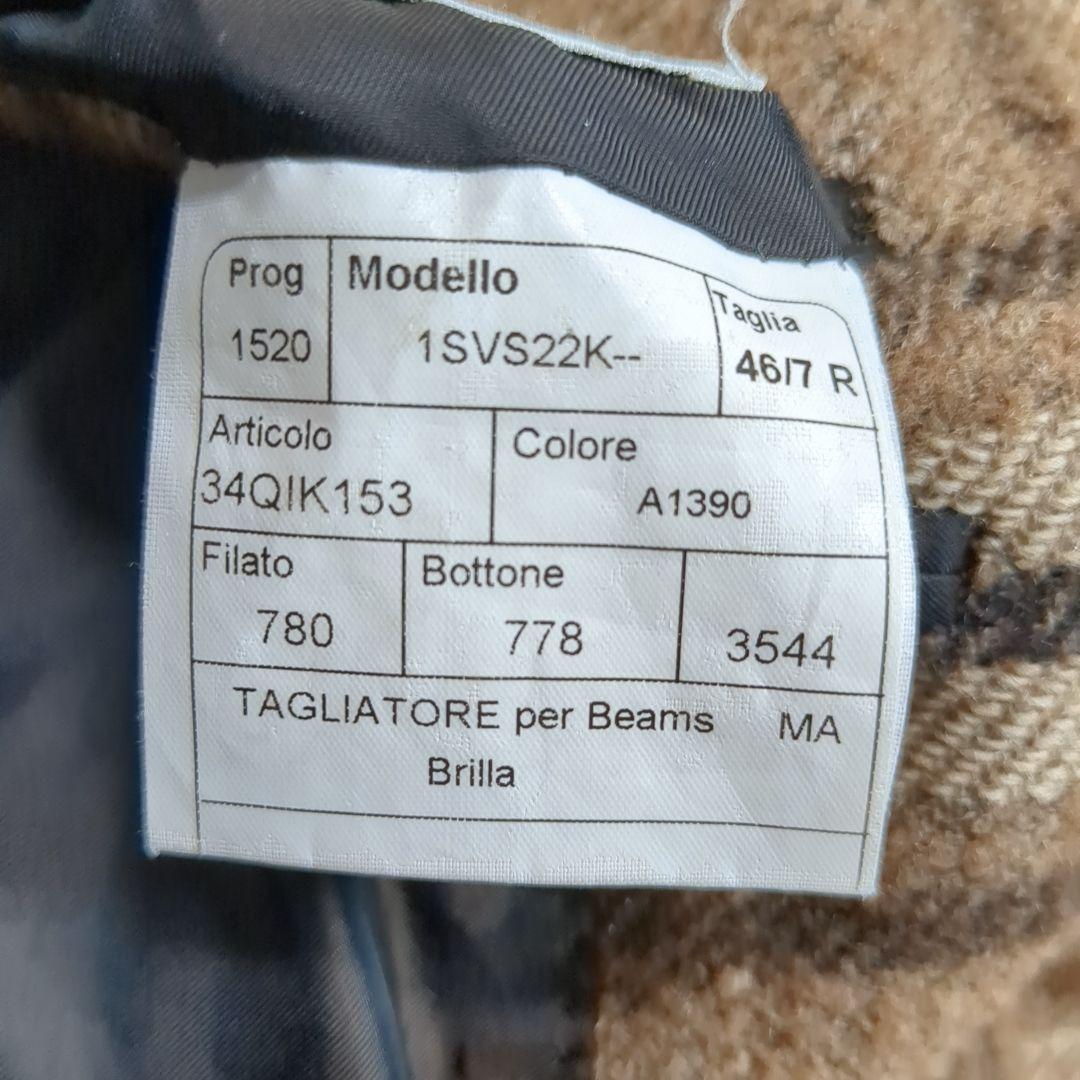 Prog Modello Taglia
1520 1SVS22K-- 46/7 R
Articolo Colore
34QIK153 A1390
Filato Bottone
780 778 3544
TAGLIATORE per Beams MA
Brilla